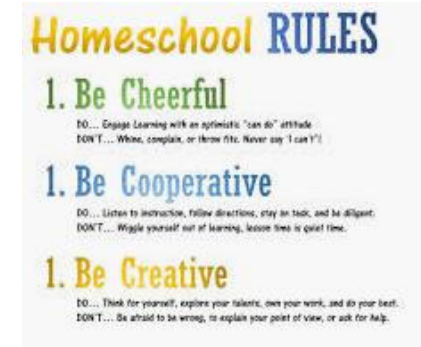 Homeschool RULES
1. Be Cheerful
DO... Engage Learning with an optimistic "can do" attitude
DON'T... Whine, complain, or throw fits. Never say "I can't"!
1. Be Cooperative
DO... Listen to instruction, follow directions, stay on task, and be diligent.
DON'T... Wiggle yourself out of learning, lesson time is quiet time.
1. Be Creative
DO... Think for yourself, explore your talents, own your work, and do your best.
DON'T... Be afraid to be wrong, to explain your point of view, or ask for help.